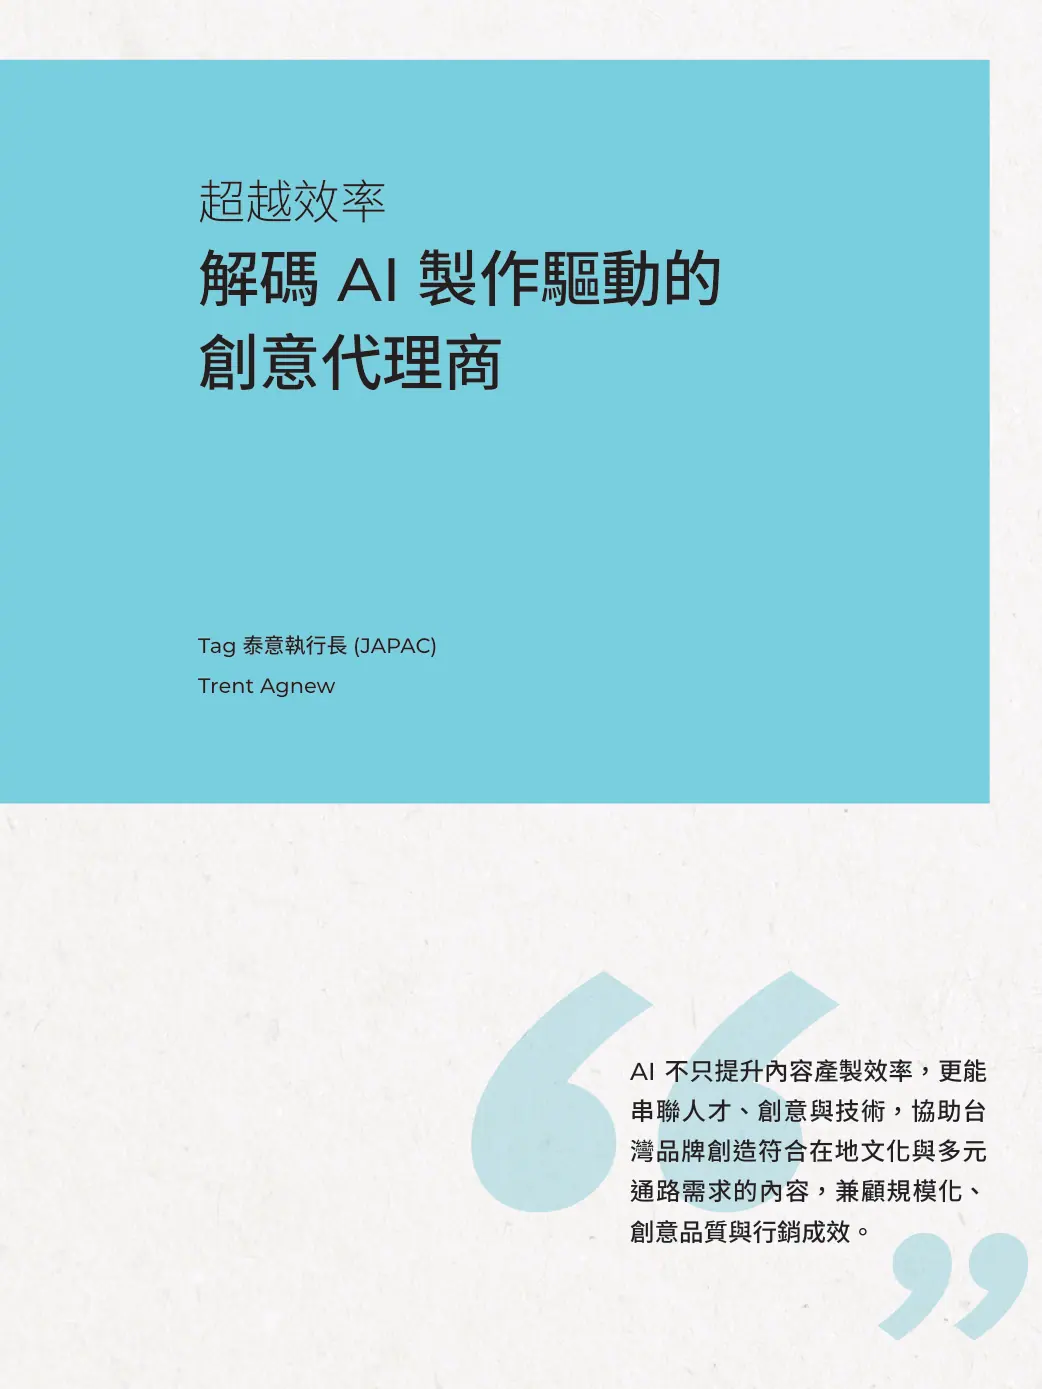 超越效率
解碼 AI 製作驅動的
創意代理商
Tag 泰意執行長 (JAPAC)
Trent Agnew
AI 不只提升內容產製效率，更能
串聯人才、創意與技術，協助台
灣品牌創造符合在地文化與多元
通路需求的內容，兼顧規模化、
創意品質與行銷成效。